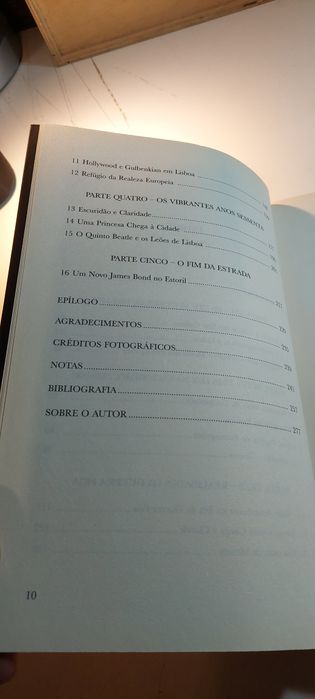 11 Hollywood e Gulbenkian em Lisboa
12 Refúgio da Realeza Europeia
PARTE QUATRO – OS VIBRANTES ANOS SESSENTA
13 Escuridão e Claridade
14 Uma Princesa Chega à Cidade
15 O Quinto Beatle e os Leões de Lisboa
PARTE CINCO – O FIM DA ESTRADA
16 Um Novo James Bond no Estoril
EPÍLOGO
AGRADECIMENTOS
CRÉDITOS FOTOGRÁFICOS
NOTAS
BIBLIOGRAFIA
SOBRE O AUTOR
10